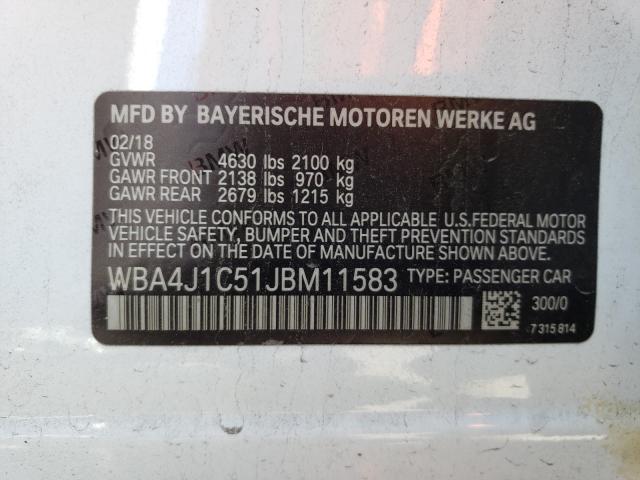 MFD BY BAYERISCHE MOTOREN WERKE AG
02/18
GVWR 4630 lbs 2100 kg
GAWR FRONT 2138 lbs 970 kg
GAWR REAR 2679 lbs 1215 kg
THIS VEHICLE CONFORMS TO ALL APPLICABLE U.S.FEDERAL MOTOR
VEHICLE SAFETY, BUMPER AND THEFT PREVENTION STANDARDS
IN EFFECT ON THE DATE OF MANUFACTURE SHOWN ABOVE.
WBA4J1C51JBM11583 TYPE: PASSENGER CAR
300/0
7 315 814